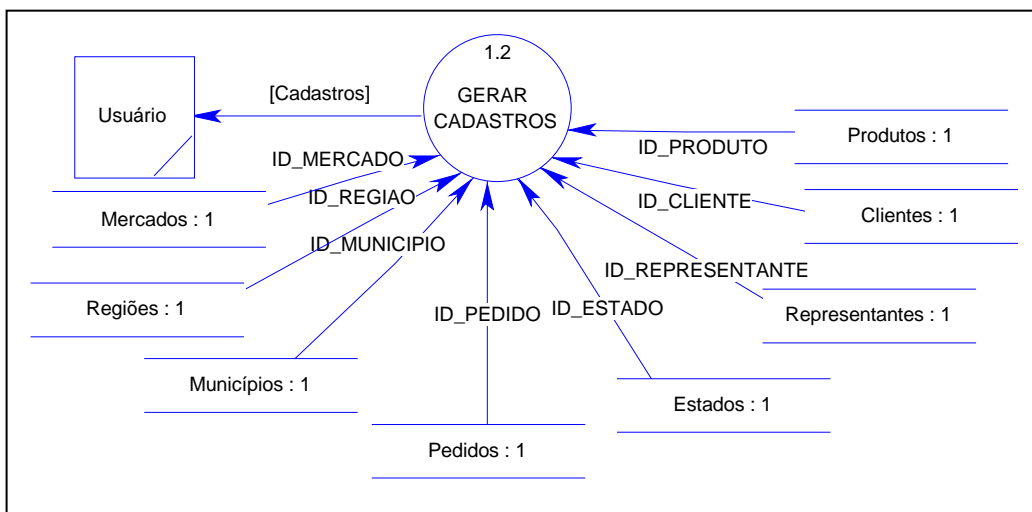 1.2
GERAR
CADASTROS
[Cadastros]
Usuário
Produtos : 1
ID_PRODUTO
ID_MERCADO
ID_REGIAO
ID_CLIENTE
Mercados : 1
Clientes : 1
ID_MUNICIPIO
ID_REPRESENTANTE
Regiões : 1
ID_PEDIDO
ID_ESTADO
Representantes : 1
Municípios : 1
Estados : 1
Pedidos : 1